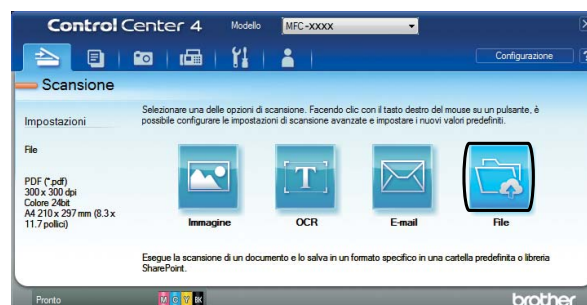 Control Center 4
Modello
MFC-XXXX
Configurazione
?
Scansione
Impostazioni
Selezionare una delle opzioni di scansione. Facendo clic con il tasto destro del mouse su un pulsante, è
possibile configurare le impostazioni di scansione avanzate e impostare i nuovi valori predefiniti.
File
PDF (*.pdf)
300 x 300 dpi
Colore 24bit
A4 210 x 297 mm (8.3 x
11.7 pollici)
T
Immagine
OCR
E-mail
File
Esegue la scansione di un documento e lo salva in un formato specifico in una cartella predefinita o libreria
SharePoint.
Pronto
M C Y BK
brother